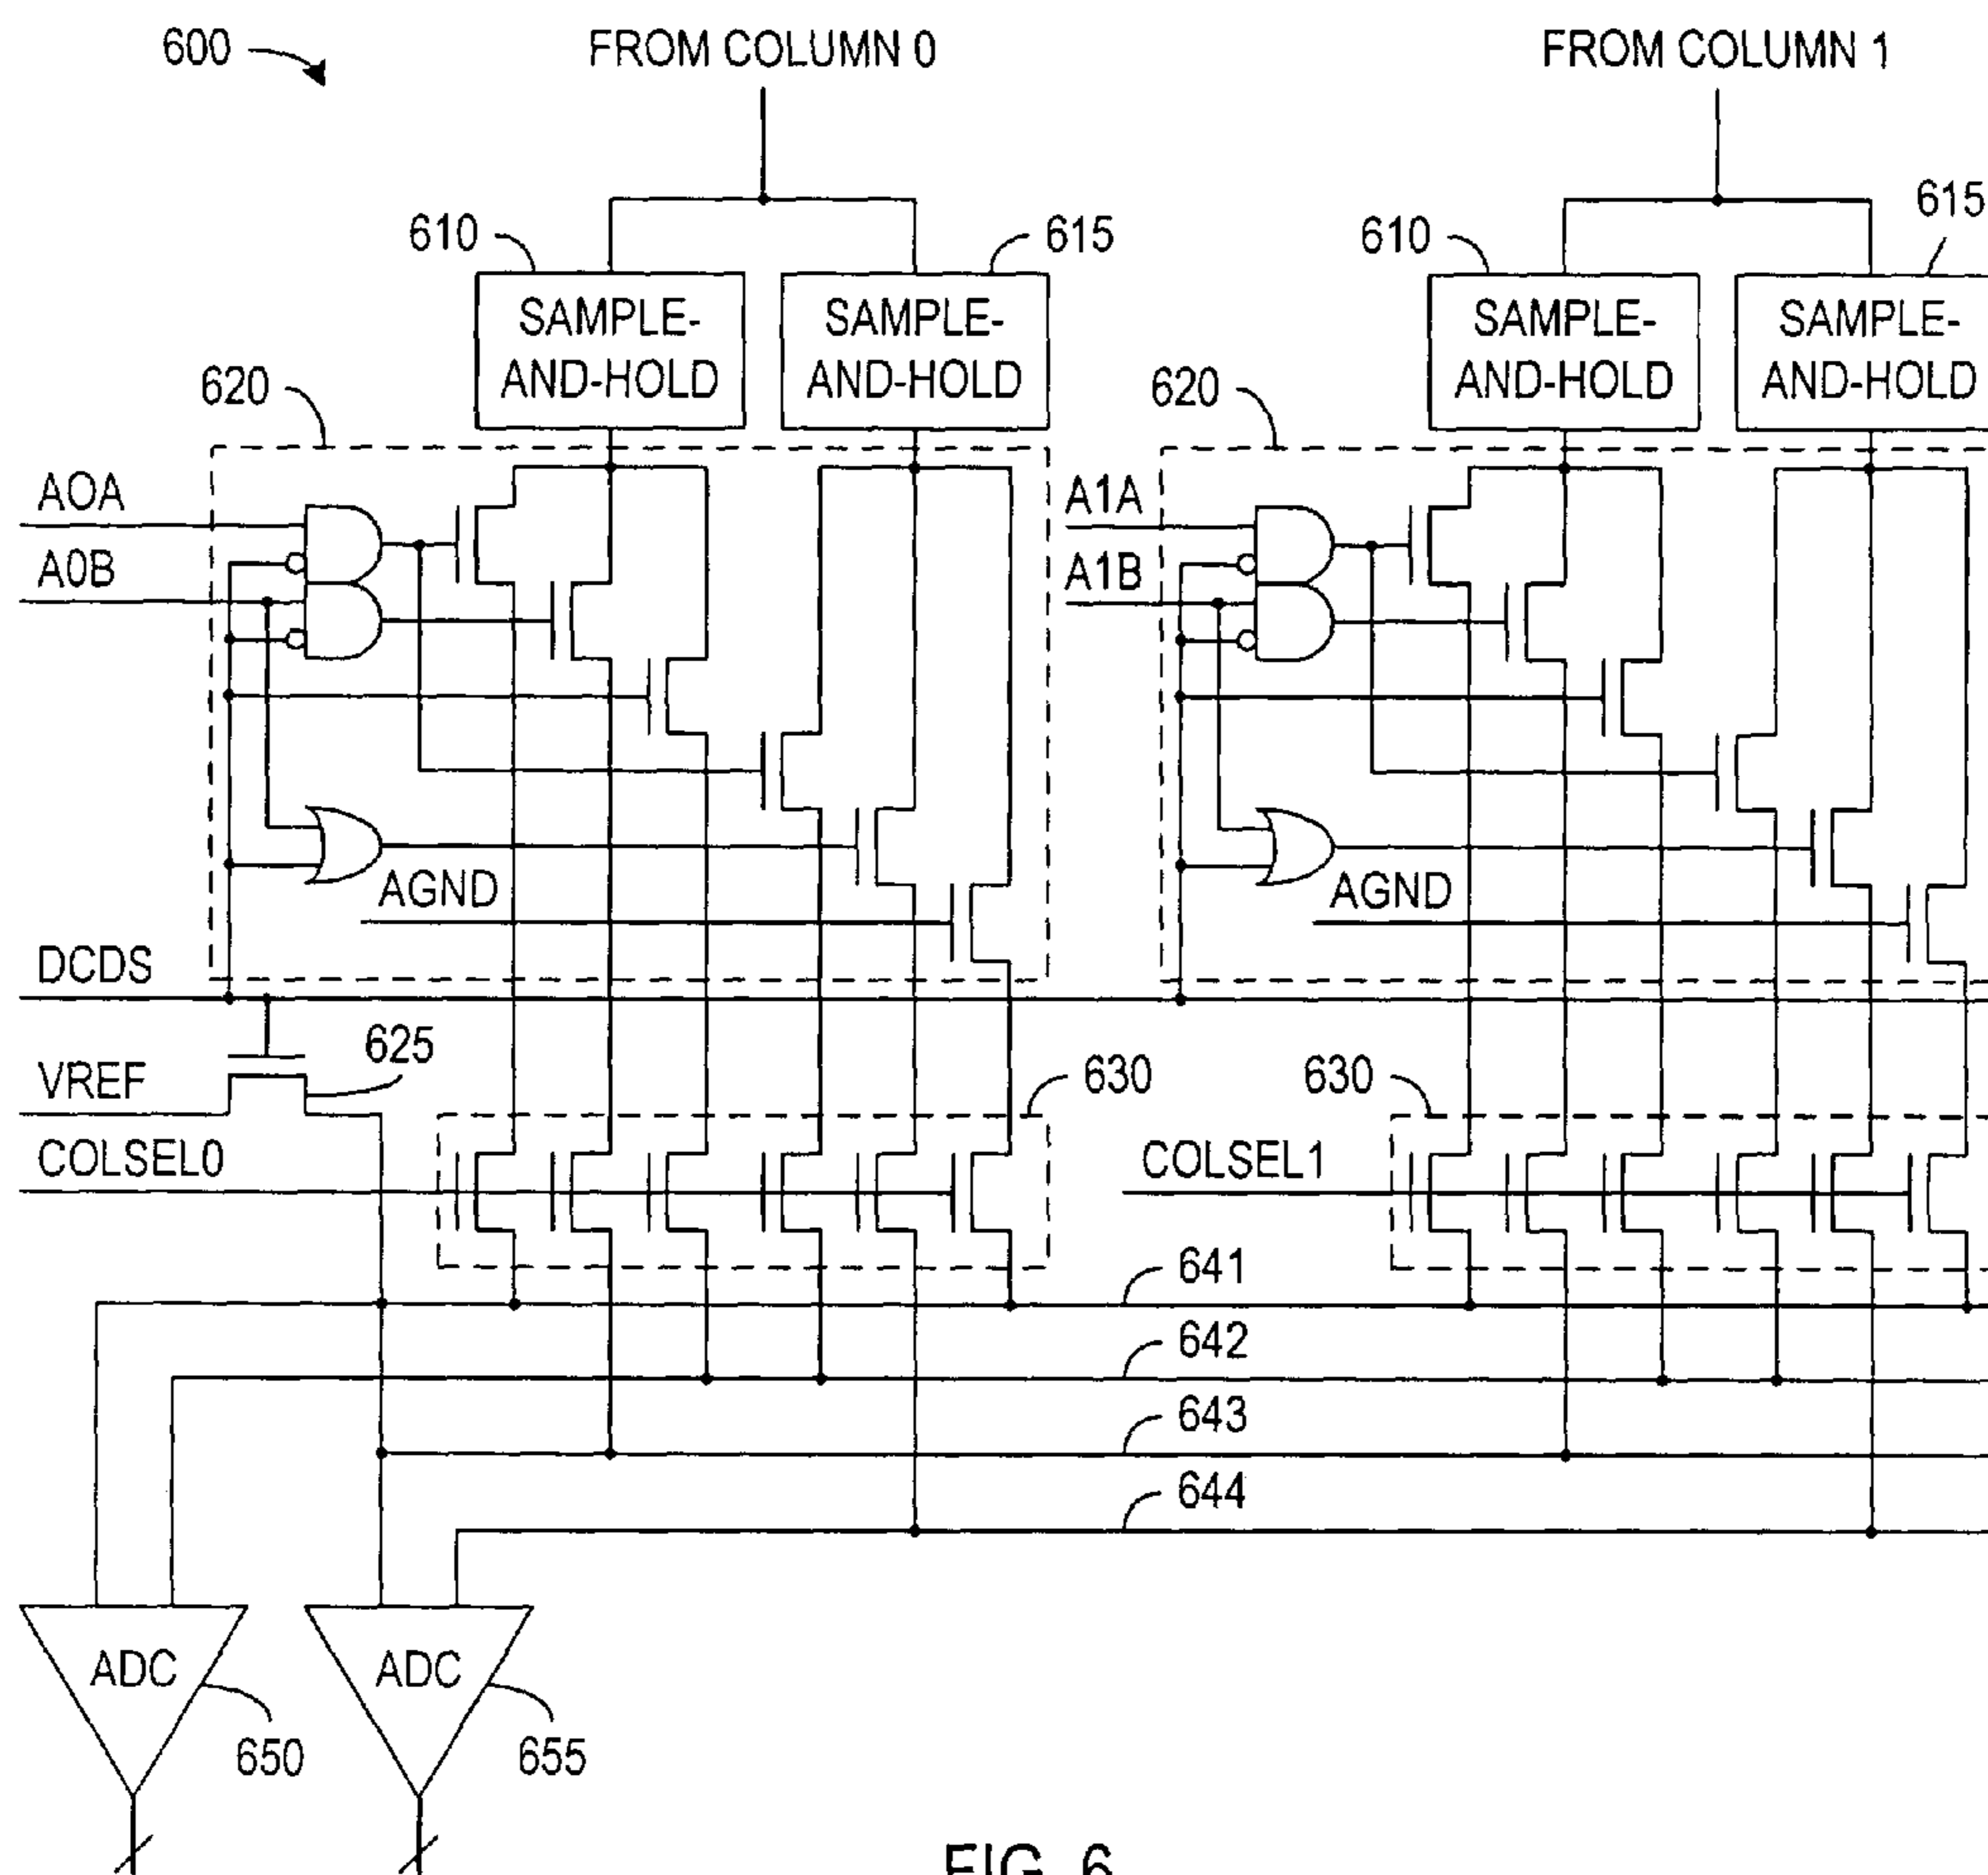 600
FROM COLUMN 0
FROM COLUMN 1
610
615
610
615
SAMPLE-
AND-HOLD
SAMPLE-
AND-HOLD
SAMPLE-
AND-HOLD
SAMPLE-
AND-HOLD
620
620
AOA
A0B
A1A
A1B
AGND
AGND
DCDS
625
VREF
630
630
COLSEL0
COLSEL1
641
642
643
644
ADC
ADC
650
655
FIG. 6